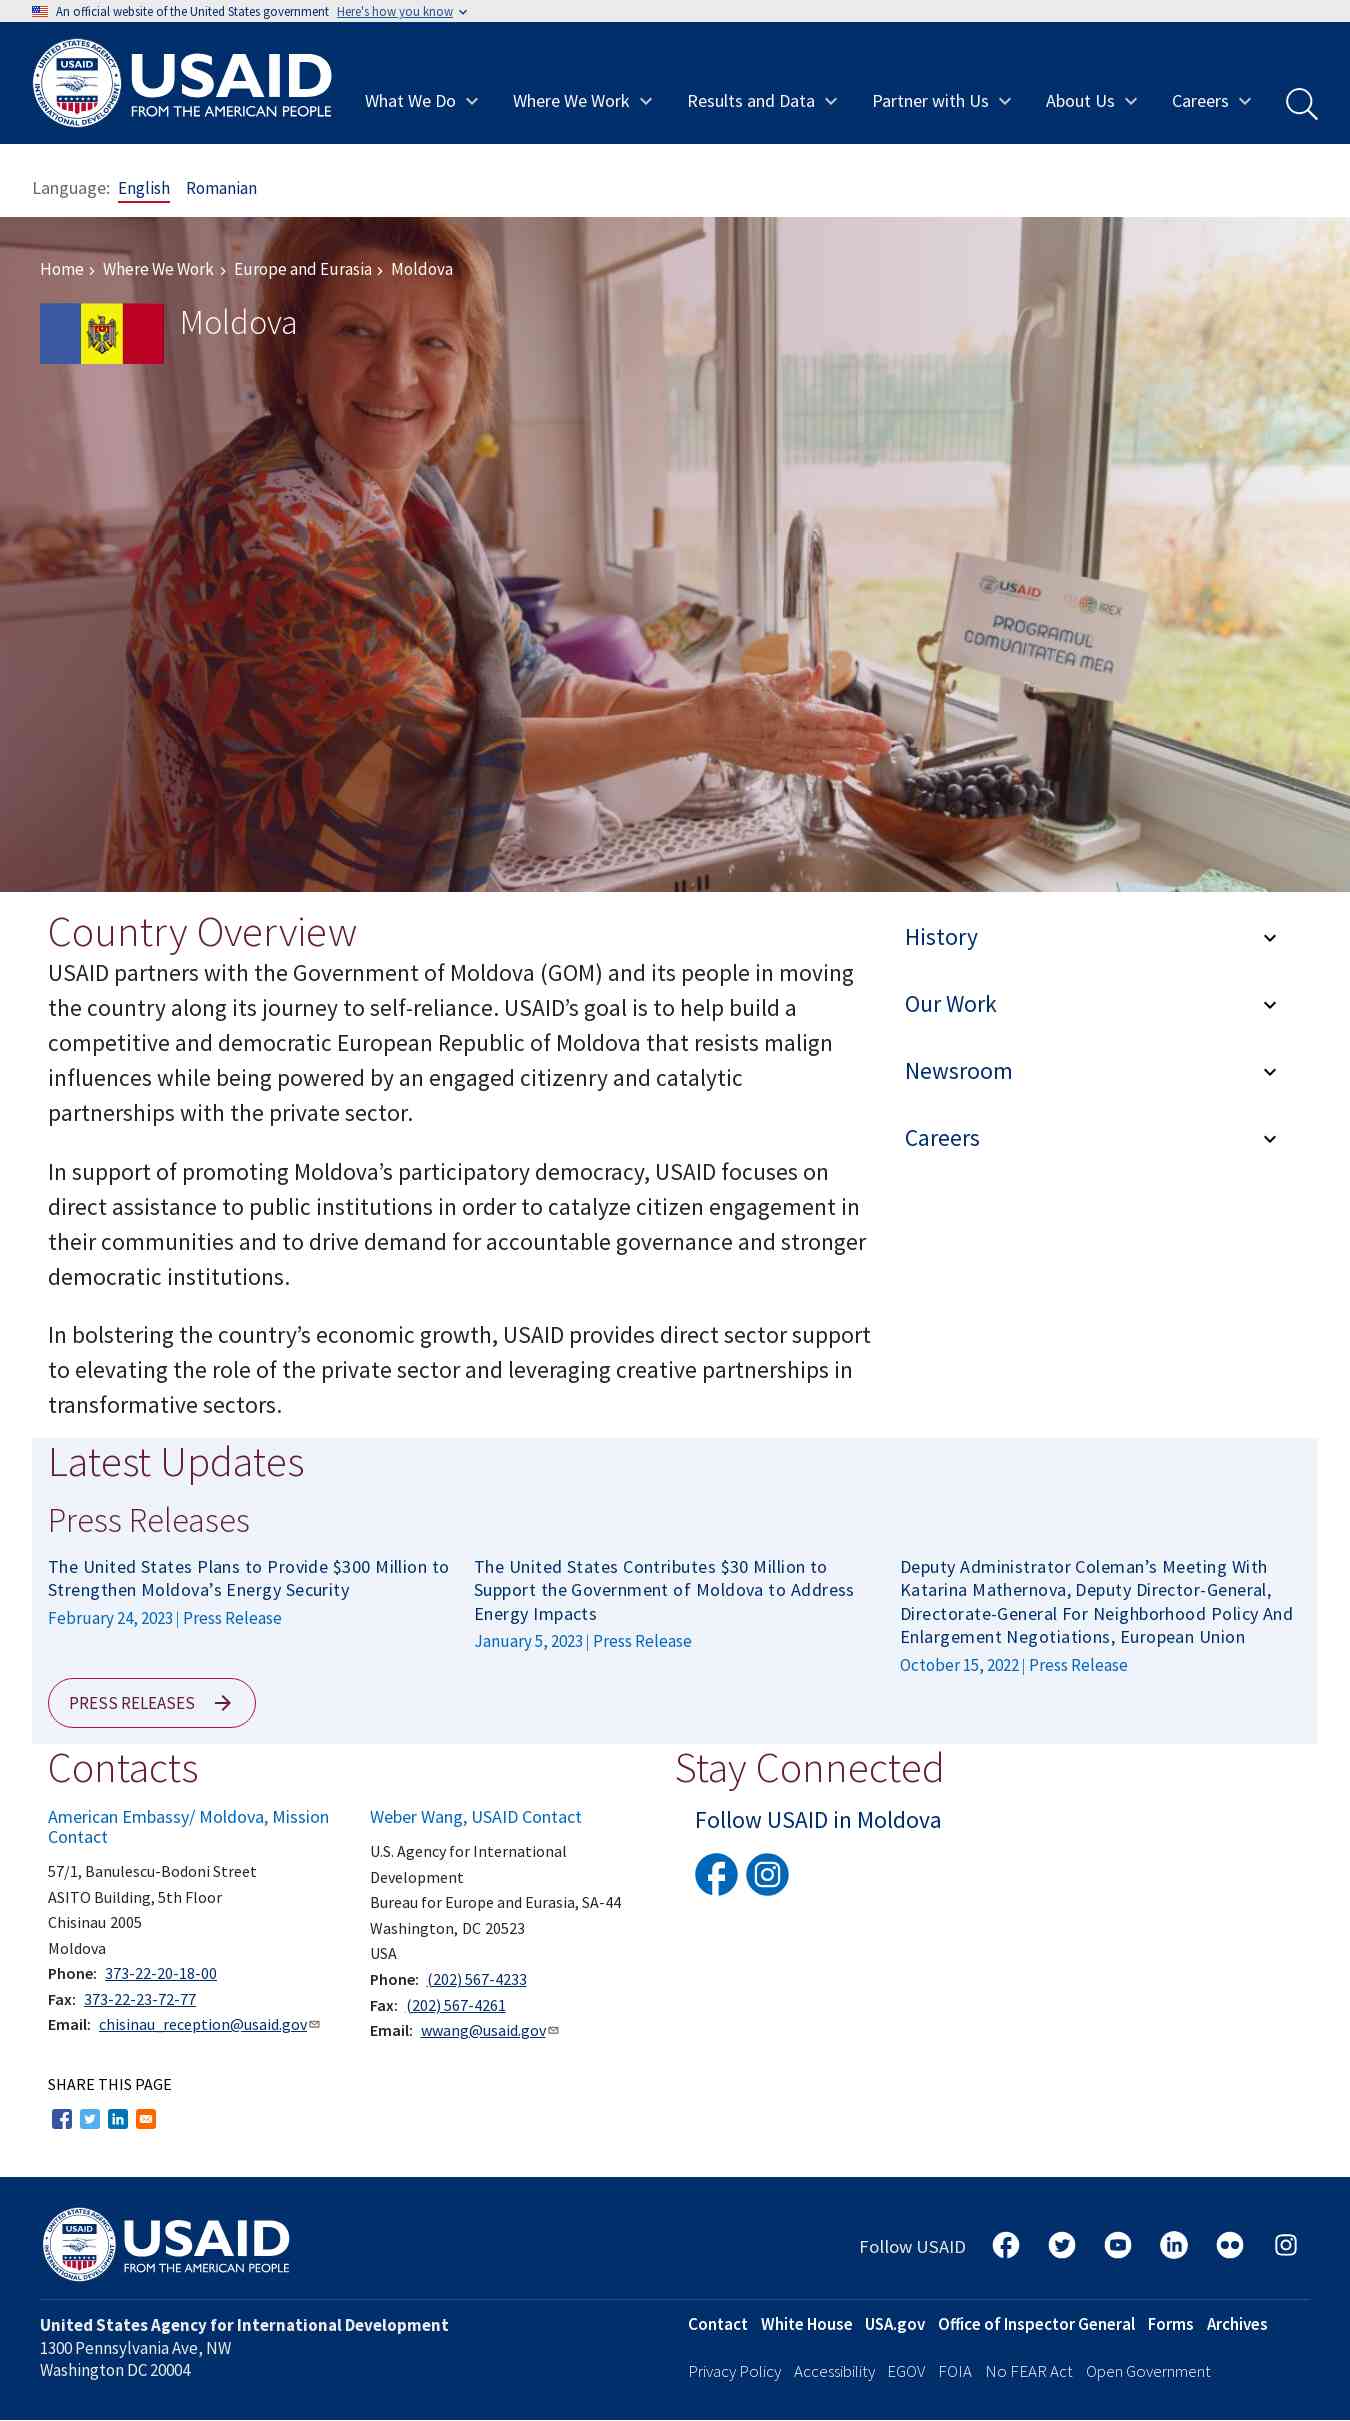 An official website of the United States government Here's how you know
USAID
FROM THE AMERICAN PEOPLE
What We Do
Where We Work
Results and Data
Partner with Us
About Us
Careers
Language: English Romanian
Home › Where We Work › Europe and Eurasia › Moldova
Moldova
USAID IREX
PROGRAMUL
COMUNITATEA MEA
Country Overview
USAID partners with the Government of Moldova (GOM) and its people in moving
the country along its journey to self-reliance. USAID’s goal is to help build a
competitive and democratic European Republic of Moldova that resists malign
influences while being powered by an engaged citizenry and catalytic
partnerships with the private sector.
In support of promoting Moldova’s participatory democracy, USAID focuses on
direct assistance to public institutions in order to catalyze citizen engagement in
their communities and to drive demand for accountable governance and stronger
democratic institutions.
In bolstering the country’s economic growth, USAID provides direct sector support
to elevating the role of the private sector and leveraging creative partnerships in
transformative sectors.
History
Our Work
Newsroom
Careers
Latest Updates
Press Releases
The United States Plans to Provide $300 Million to
Strengthen Moldova’s Energy Security
February 24, 2023 | Press Release
The United States Contributes $30 Million to
Support the Government of Moldova to Address
Energy Impacts
January 5, 2023 | Press Release
Deputy Administrator Coleman’s Meeting With
Katarina Mathernova, Deputy Director-General,
Directorate-General For Neighborhood Policy And
Enlargement Negotiations, European Union
October 15, 2022 | Press Release
PRESS RELEASES
Contacts
American Embassy/ Moldova, Mission
Contact
57/1, Banulescu-Bodoni Street
ASITO Building, 5th Floor
Chisinau 2005
Moldova
Phone: 373-22-20-18-00
Fax: 373-22-23-72-77
Email: chisinau_reception@usaid.gov
Weber Wang, USAID Contact
U.S. Agency for International
Development
Bureau for Europe and Eurasia, SA-44
Washington, DC 20523
USA
Phone: (202) 567-4233
Fax: (202) 567-4261
Email: wwang@usaid.gov
Stay Connected
Follow USAID in Moldova
SHARE THIS PAGE
USAID
FROM THE AMERICAN PEOPLE
Follow USAID
United States Agency for International Development
1300 Pennsylvania Ave, NW
Washington DC 20004
Contact White House USA.gov Office of Inspector General Forms Archives
Privacy Policy Accessibility EGOV FOIA No FEAR Act Open Government